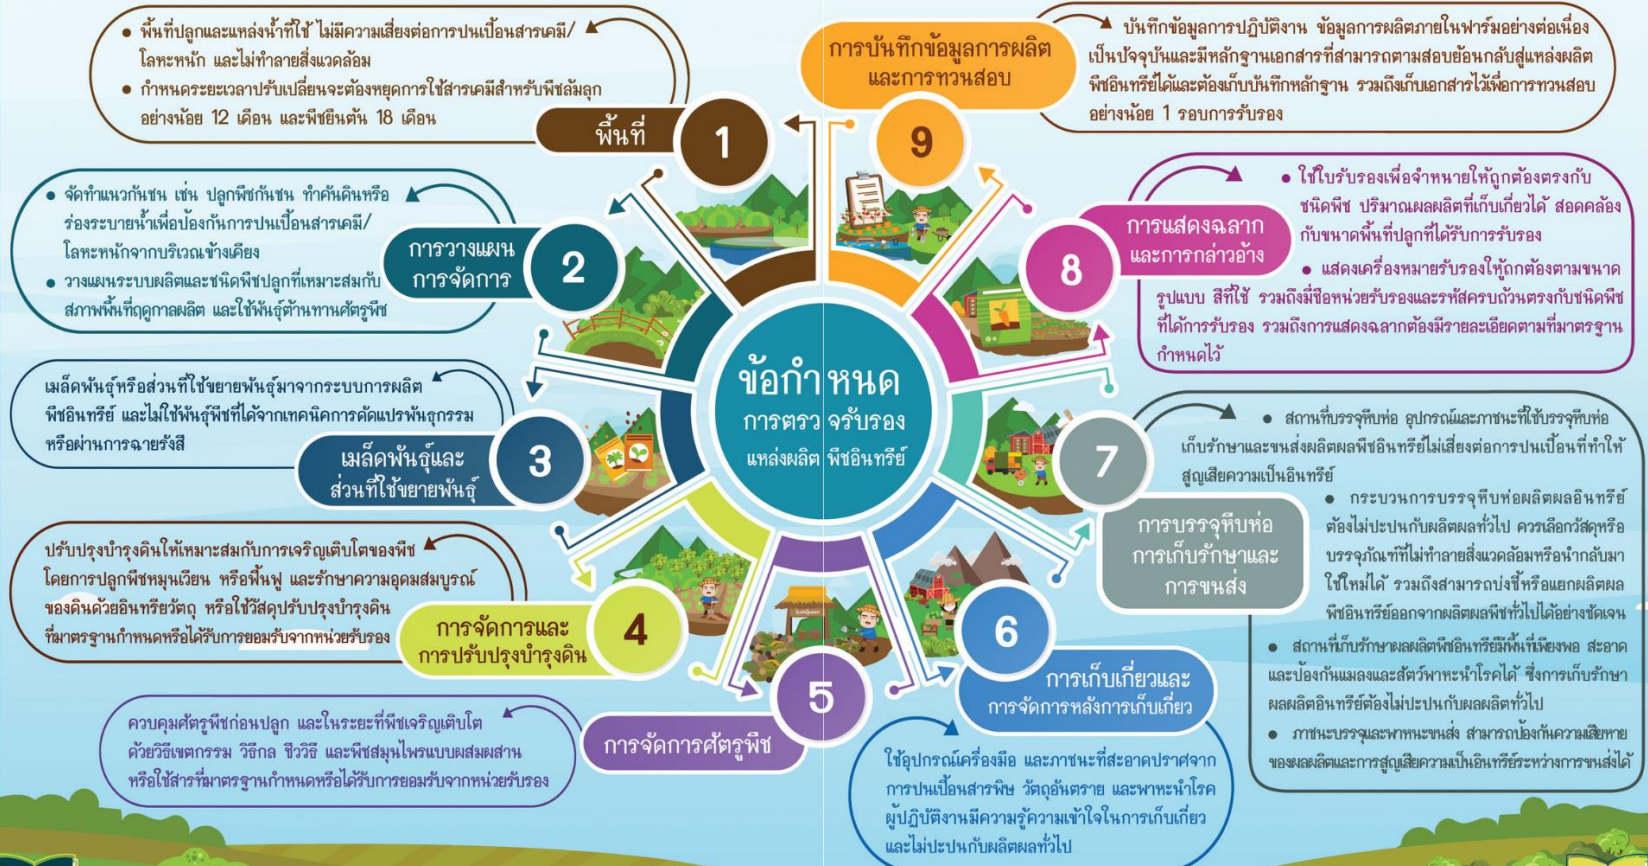 ข้อกำหนด
การตรวจรับรอง
แหล่งผลิต พืชอินทรีย์
1
พื้นที่
● พื้นที่ปลูกและแหล่งน้ำที่ใช้ ไม่มีความเสี่ยงต่อการปนเปื้อนสารเคมี/
โลหะหนัก และไม่ทำลายสิ่งแวดล้อม
● กำหนดระยะเวลาปรับเปลี่ยนจะต้องหยุดการใช้สารเคมีสำหรับพืชล้มลุก
อย่างน้อย 12 เดือน และพืชยืนต้น 18 เดือน
2
การวางแผน
การจัดการ
● จัดทำแนวกันชน เช่น ปลูกพืชกันชน ทำคันดินหรือ
ร่องระบายน้ำเพื่อป้องกันการปนเปื้อนสารเคมี/
โลหะหนักจากบริเวณข้างเคียง
● วางแผนระบบผลิตและชนิดพืชปลูกที่เหมาะสมกับ
สภาพพื้นที่ฤดูกาลผลิต และใช้พันธุ์ต้านทานศัตรูพืช
3
เมล็ดพันธุ์และ
ส่วนที่ใช้ขยายพันธุ์
เมล็ดพันธุ์หรือส่วนที่ใช้ขยายพันธุ์มาจากระบบการผลิต
พืชอินทรีย์ และไม่ใช้พันธุ์พืชที่ได้จากเทคนิคการดัดแปรพันธุกรรม
หรือผ่านการฉายรังสี
4
การจัดการและ
การปรับปรุงบำรุงดิน
ปรับปรุงบำรุงดินให้เหมาะสมกับการเจริญเติบโตของพืช
โดยการปลูกพืชหมุนเวียน หรือฟื้นฟู และรักษาความอุดมสมบูรณ์
ของดินด้วยอินทรียวัตถุ หรือใช้วัสดุปรับปรุงบำรุงดิน
ที่มาตรฐานกำหนดหรือได้รับการยอมรับจากหน่วยรับรอง
5
การจัดการศัตรูพืช
ควบคุมศัตรูพืชก่อนปลูก และในระยะที่พืชเจริญเติบโต
ด้วยวิธีเขตกรรม วิธีกล ชีววิธี และพืชสมุนไพรแบบผสมผสาน
หรือใช้สารที่มาตรฐานกำหนดหรือได้รับการยอมรับจากหน่วยรับรอง
6
การเก็บเกี่ยวและ
การจัดการหลังการเก็บเกี่ยว
ใช้อุปกรณ์เครื่องมือ และภาชนะที่สะอาดปราศจาก
การปนเปื้อนสารพิษ วัตถุอันตราย และพาหะนำโรค
ผู้ปฏิบัติงานมีความรู้ความเข้าใจในการเก็บเกี่ยว
และไม่ปะปนกับผลิตผลทั่วไป
7
การบรรจุหีบห่อ
การเก็บรักษาและ
การขนส่ง
● สถานที่บรรจุหีบห่อ อุปกรณ์และภาชนะที่ใช้บรรจุหีบห่อ
เก็บรักษาและขนส่งผลิตผลพืชอินทรีย์ไม่เสี่ยงต่อการปนเปื้อนที่ทำให้
สูญเสียความเป็นอินทรีย์
● กระบวนการบรรจุหีบห่อผลิตผลอินทรีย์
ต้องไม่ปะปนกับผลิตผลทั่วไป ควรเลือกวัสดุหรือ
บรรจุภัณฑ์ที่ไม่ทำลายสิ่งแวดล้อมหรือนำกลับมา
ใช้ใหม่ได้ รวมถึงสามารถบ่งชี้หรือแยกผลิตผล
พืชอินทรีย์ออกจากผลิตผลพืชทั่วไปได้อย่างชัดเจน
● สถานที่เก็บรักษาผลผลิตพืชอินทรีย์มีพื้นที่เพียงพอ สะอาด
และป้องกันแมลงและสัตว์พาหะนำโรคได้ ซึ่งการเก็บรักษา
ผลผลิตอินทรีย์ต้องไม่ปะปนกับผลผลิตทั่วไป
● ภาชนะบรรจุและพาหนะขนส่ง สามารถป้องกันความเสียหาย
ของผลผลิตและการสูญเสียความเป็นอินทรีย์ระหว่างการขนส่งได้
8
การแสดงฉลาก
และการกล่าวอ้าง
● ใช้ใบรับรองเพื่อจำหน่ายให้ถูกต้องตรงกับ
ชนิดพืช ปริมาณผลผลิตที่เก็บเกี่ยวได้ สอดคล้อง
กับขนาดพื้นที่ปลูกที่ได้รับการรับรอง
● แสดงเครื่องหมายรับรองให้ถูกต้องตามขนาด
รูปแบบ สีที่ใช้ รวมถึงมีชื่อหน่วยรับรองและรหัสครบถ้วนตรงกับชนิดพืช
ที่ได้การรับรอง รวมถึงการแสดงฉลากต้องมีรายละเอียดตามที่มาตรฐาน
กำหนดไว้
9
การบันทึกข้อมูลการผลิต
และการทวนสอบ
บันทึกข้อมูลการปฏิบัติงาน ข้อมูลการผลิตภายในฟาร์มอย่างต่อเนื่อง
เป็นปัจจุบันและมีหลักฐานเอกสารที่สามารถตามสอบย้อนกลับสู่แหล่งผลิต
พืชอินทรีย์ได้และต้องเก็บบันทึกหลักฐาน รวมถึงเก็บเอกสารไว้เพื่อการทวนสอบ
อย่างน้อย 1 รอบการรับรอง